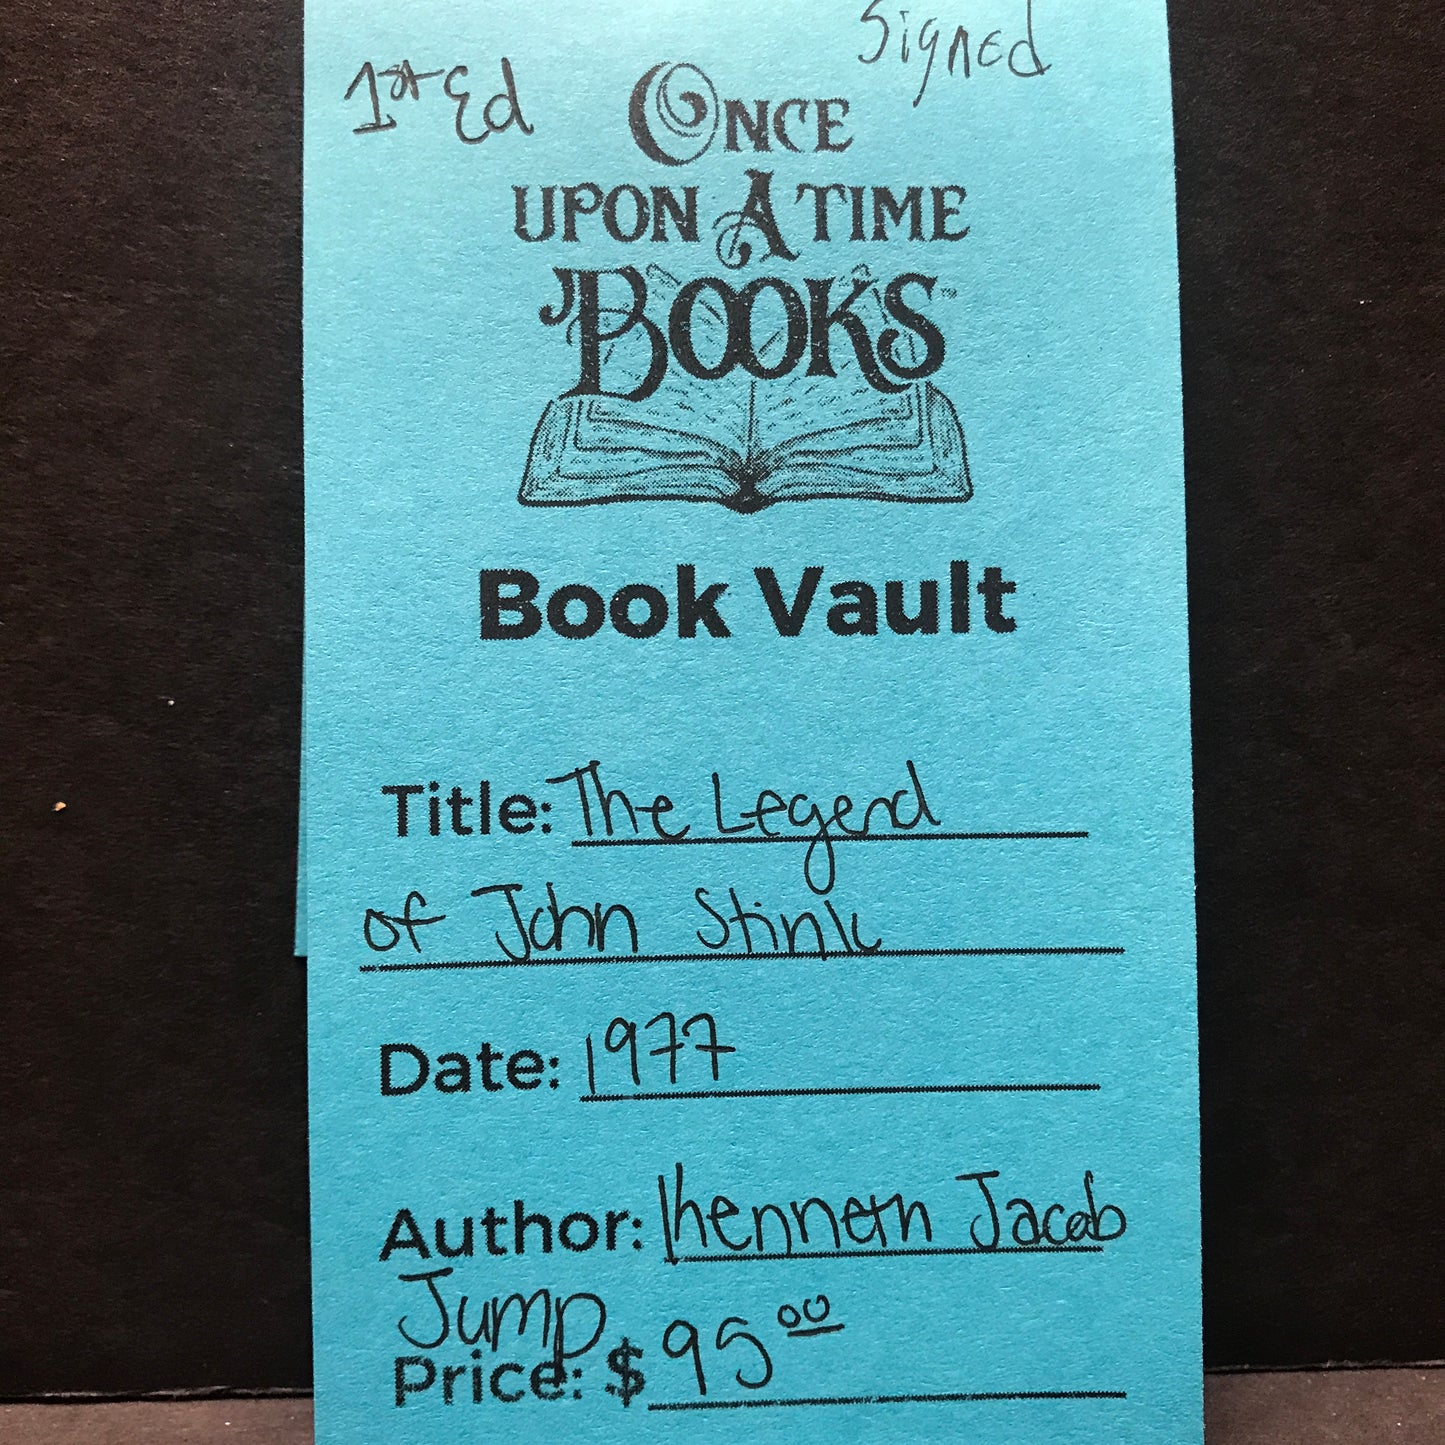 Signed
1st Ed
ONCE
UPON A TIME
BOOKS™
Book Vault
Title: The Legend
of John Stink
Date: 1977
Author: Kenneth Jacob
Jump
Price: $ 95.00